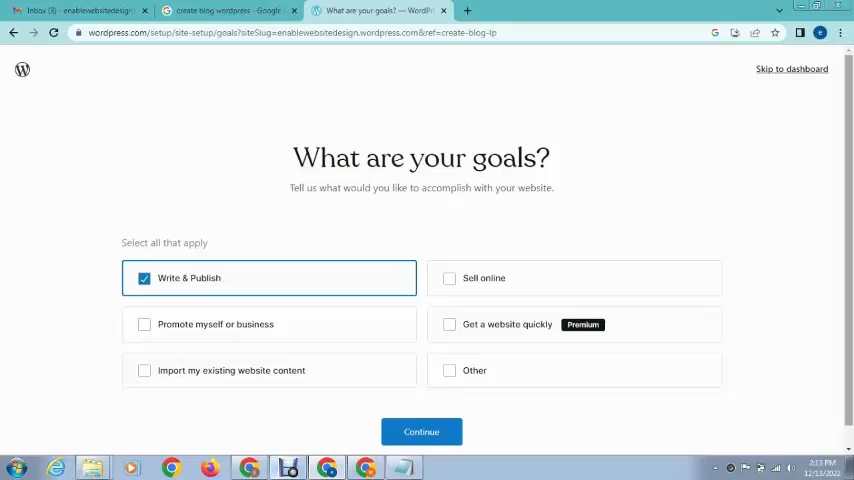 Inbox (3) - enablewebsitedesign
create blog wordpress - Google
What are your goals? — WordPr
wordpress.com/setup/site-setup/goals?siteSlug=enablewebsitedesign.wordpress.com&ref=create-blog-lp
e
Skip to dashboard
What are your goals?
Tell us what would you like to accomplish with your website.
Select all that apply
Write & Publish
Sell online
Promote myself or business
Get a website quickly Premium
Import my existing website content
Other
Continue
2:13 PM
12/13/2022